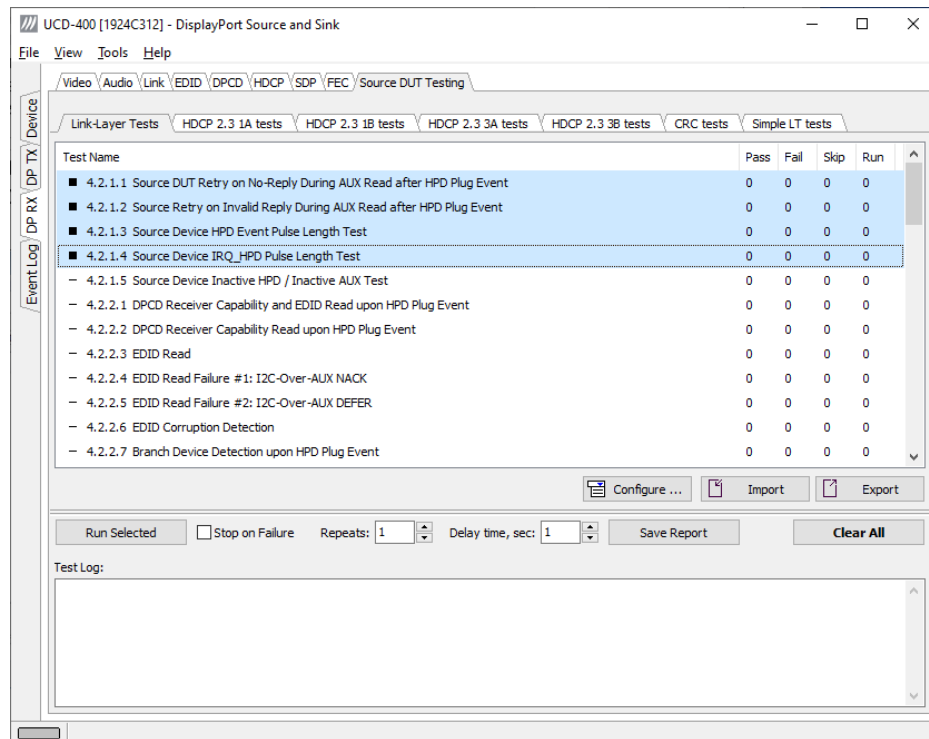 UCD-400 [1924C312] - DisplayPort Source and Sink
File View Tools Help
Video Audio Link EDID DPCD HDCP SDP FEC Source DUT Testing
Device
DP TX
DP RX
Event Log
Link-Layer Tests HDCP 2.3 1A tests HDCP 2.3 1B tests HDCP 2.3 3A tests HDCP 2.3 3B tests CRC tests Simple LT tests
Test Name Pass Fail Skip Run
4.2.1.1 Source DUT Retry on No-Reply During AUX Read after HPD Plug Event 0 0 0 0
4.2.1.2 Source Retry on Invalid Reply During AUX Read after HPD Plug Event 0 0 0 0
4.2.1.3 Source Device HPD Event Pulse Length Test 0 0 0 0
4.2.1.4 Source Device IRQ_HPD Pulse Length Test 0 0 0 0
4.2.1.5 Source Device Inactive HPD / Inactive AUX Test 0 0 0 0
4.2.2.1 DPCD Receiver Capability and EDID Read upon HPD Plug Event 0 0 0 0
4.2.2.2 DPCD Receiver Capability Read upon HPD Plug Event 0 0 0 0
4.2.2.3 EDID Read 0 0 0 0
4.2.2.4 EDID Read Failure #1: I2C-Over-AUX NACK 0 0 0 0
4.2.2.5 EDID Read Failure #2: I2C-Over-AUX DEFER 0 0 0 0
4.2.2.6 EDID Corruption Detection 0 0 0 0
4.2.2.7 Branch Device Detection upon HPD Plug Event 0 0 0 0
Configure ... Import Export
Run Selected Stop on Failure Repeats: 1 Delay time, sec: 1 Save Report Clear All
Test Log: